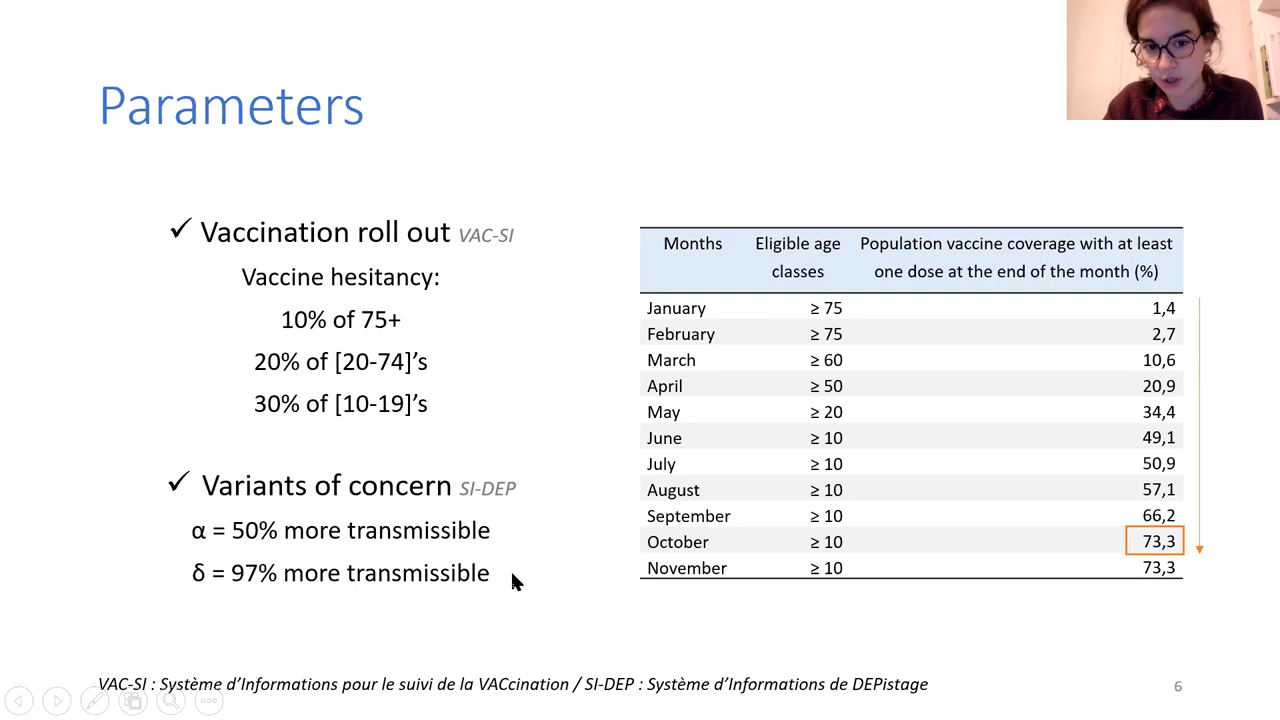 Parameters
✓ Vaccination roll out VAC-SI
Vaccine hesitancy:
10% of 75+
20% of [20-74]’s
30% of [10-19]’s
✓ Variants of concern SI-DEP
α = 50% more transmissible
δ = 97% more transmissible
Months Eligible age classes Population vaccine coverage with at least one dose at the end of the month (%)
January ≥ 75 1,4
February ≥ 75 2,7
March ≥ 60 10,6
April ≥ 50 20,9
May ≥ 20 34,4
June ≥ 10 49,1
July ≥ 10 50,9
August ≥ 10 57,1
September ≥ 10 66,2
October ≥ 10 73,3
November ≥ 10 73,3
VAC-SI : Système d’Informations pour le suivi de la VACcination / SI-DEP : Système d’Informations de DEPistage
6